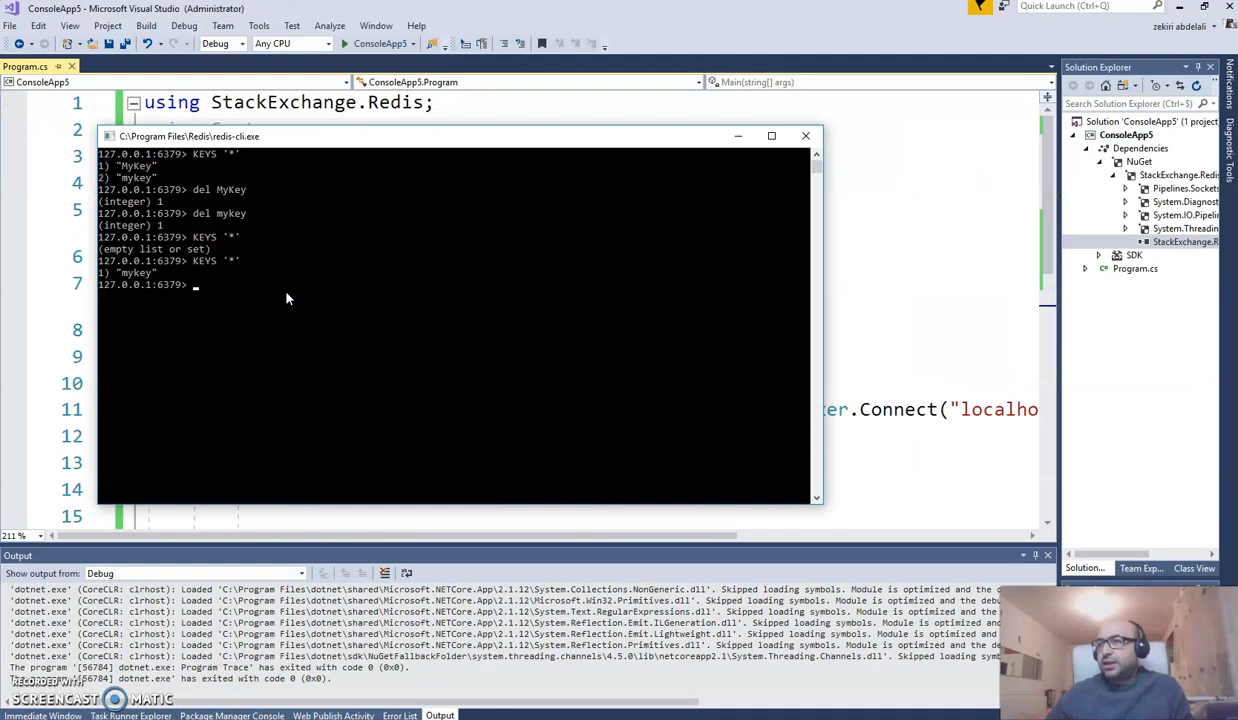 ConsoleApp5 - Microsoft Visual Studio (Administrator)
Quick Launch (Ctrl+Q)
File Edit View Project Build Debug Team Tools Test Analyze Window Help
zekiri abdelali
Debug Any CPU ConsoleApp5
Program.cs
Solution Explorer
ConsoleApp5 ConsoleApp5.Program Main(string[] args)
1 using StackExchange.Redis;
2
3
4
5
6
7
8
9
10
11 .Connect("localho
12
13
14
15
C:\Program Files\Redis\redis-cli.exe
127.0.0.1:6379> KEYS '*'
1) "MyKey"
2) "mykey"
127.0.0.1:6379> del MyKey
(integer) 1
127.0.0.1:6379> del mykey
(integer) 1
127.0.0.1:6379> KEYS '*'
(empty list or set)
127.0.0.1:6379> KEYS '*'
1) "mykey"
127.0.0.1:6379>
Search Solution Explorer (Ctrl+$)
Solution 'ConsoleApp5' (1 project
ConsoleApp5
Dependencies
NuGet
StackExchange.Redis
Pipelines.Sockets
System.Diagnost
System.IO.Pipelin
System.Threadin
StackExchange.R
SDK
Program.cs
Notifications
Diagnostic Tools
211 %
Solution... Team Exp... Class View
Output
Show output from: Debug
'dotnet.exe' (CoreCLR: clrhost): Loaded 'C:\Program Files\dotnet\shared\Microsoft.NETCore.App\2.1.12\System.Collections.NonGeneric.dll'. Skipped loading symbols. Module is optimized and the deb
'dotnet.exe' (CoreCLR: clrhost): Loaded 'C:\Program Files\dotnet\shared\Microsoft.NETCore.App\2.1.12\Microsoft.Win32.Primitives.dll'. Skipped loading symbols. Module is optimized and the debug
'dotnet.exe' (CoreCLR: clrhost): Loaded 'C:\Program Files\dotnet\shared\Microsoft.NETCore.App\2.1.12\System.Text.RegularExpressions.dll'. Skipped loading symbols. Module is optimized and the d
'dotnet.exe' (CoreCLR: clrhost): Loaded 'C:\Program Files\dotnet\shared\Microsoft.NETCore.App\2.1.12\System.Reflection.Emit.ILGeneration.dll'. Skipped loading symbols. Module is optimized and
'dotnet.exe' (CoreCLR: clrhost): Loaded 'C:\Program Files\dotnet\shared\Microsoft.NETCore.App\2.1.12\System.Reflection.Emit.Lightweight.dll'. Skipped loading symbols. Module is optimized and t
'dotnet.exe' (CoreCLR: clrhost): Loaded 'C:\Program Files\dotnet\shared\Microsoft.NETCore.App\2.1.12\System.Reflection.Primitives.dll'. Skipped loading symbols. Module is optimized and the deb
'dotnet.exe' (CoreCLR: clrhost): Loaded 'C:\Program Files\dotnet\sdk\NuGetFallbackFolder\system.threading.channels\4.5.0\lib\netcoreapp2.1\System.Threading.Channels.dll'. Skipped loading symb
The program '[56784] dotnet.exe: Program Trace' has exited with code 0 (0x0).
dotnet.exe' has exited with code 0 (0x0).
RECORDED WITH
SCREENCAST MATIC
Immediate Window Task Runner Explorer Package Manager Console Web Publish Activity Error List Output